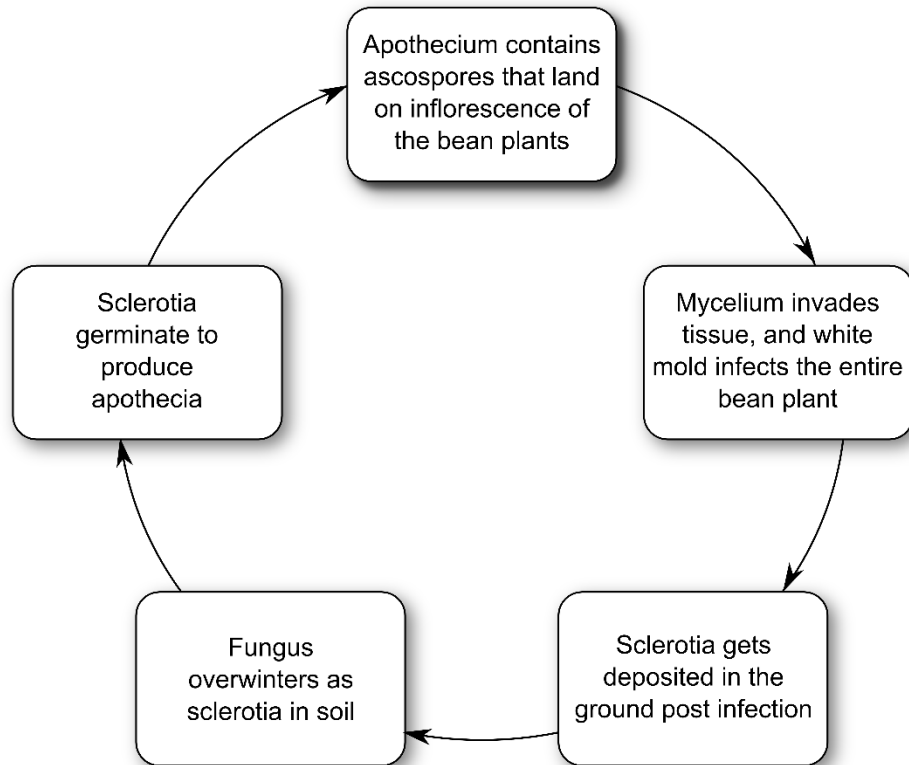 Apothecium contains
ascospores that land
on inflorescence of
the bean plants
Mycelium invades
tissue, and white
mold infects the entire
bean plant
Sclerotia gets
deposited in the
ground post infection
Fungus
overwinters as
sclerotia in soil
Sclerotia
germinate to
produce
apothecia